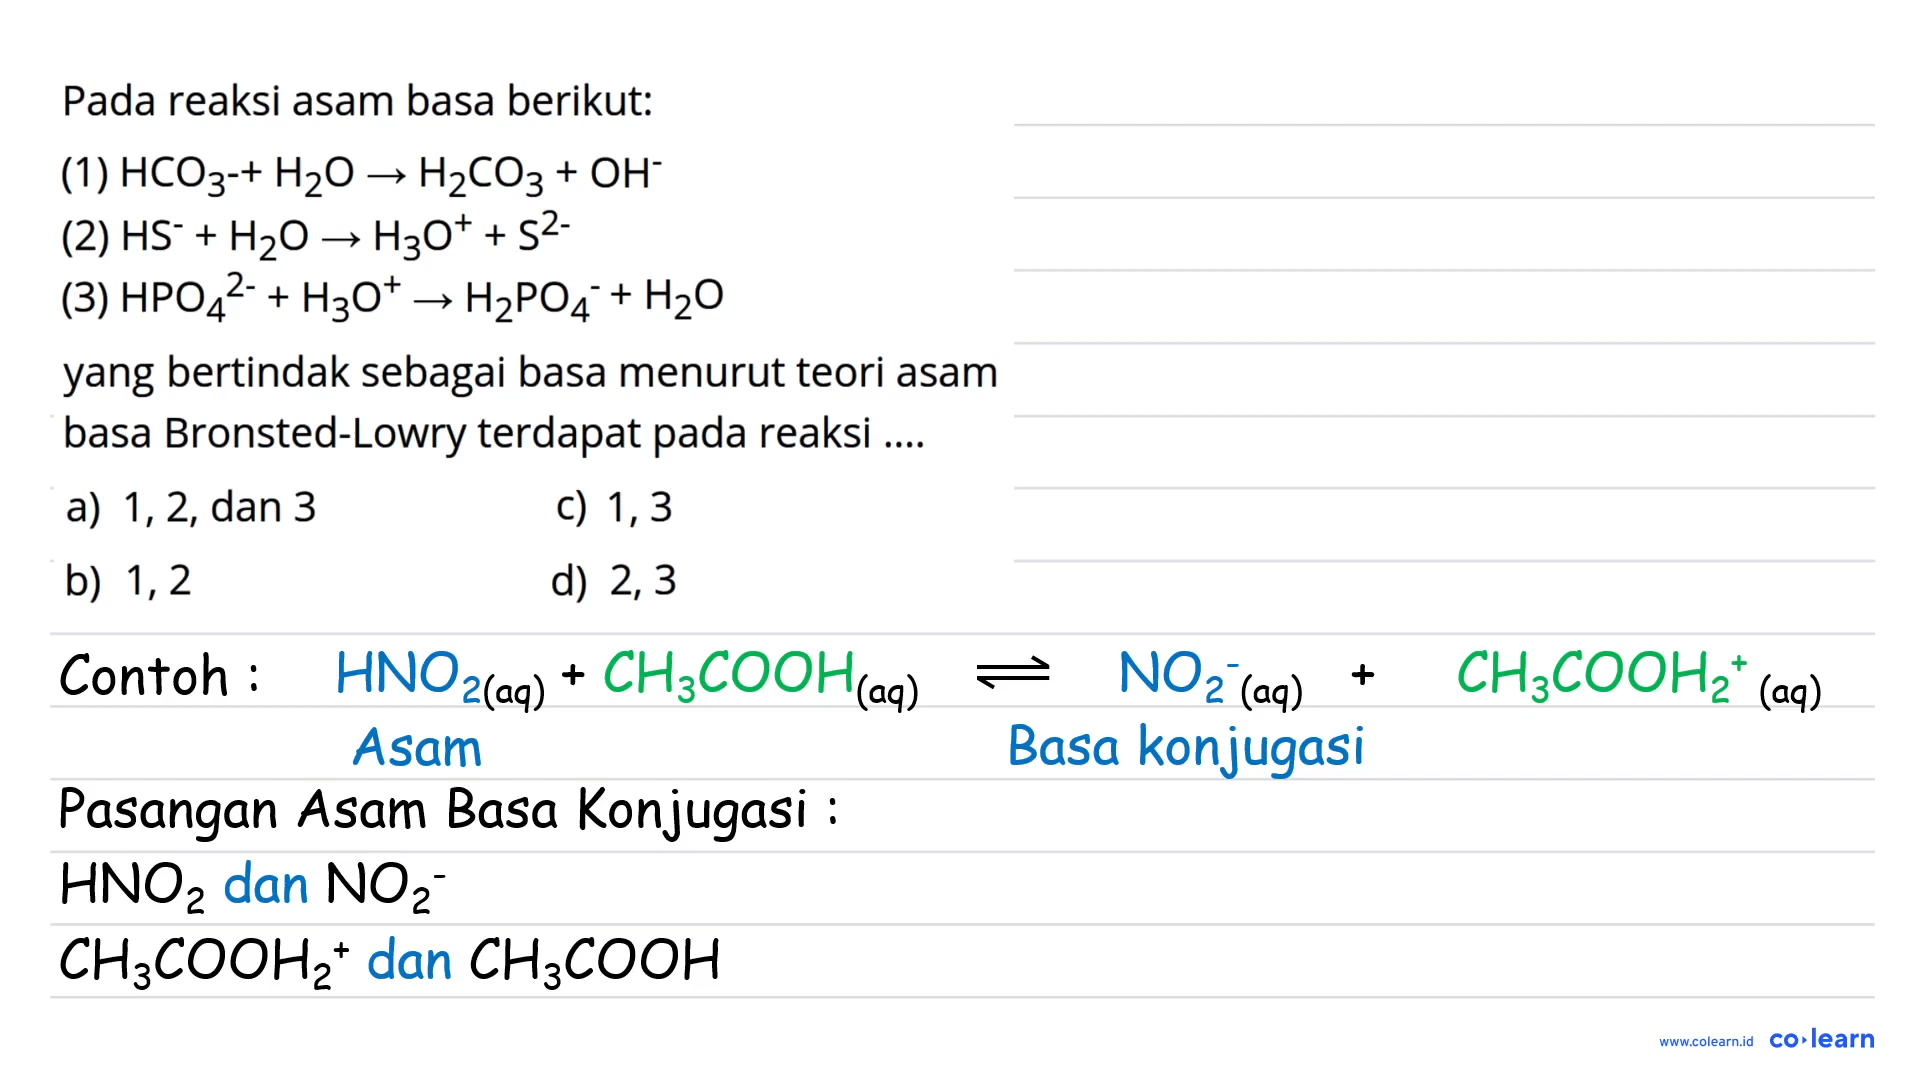 Pada reaksi asam basa berikut:
(1) HCO₃-+ H₂O → H₂CO₃ + OH⁻
(2) HS⁻ + H₂O → H₃O⁺ + S²⁻
(3) HPO₄²⁻ + H₃O⁺ → H₂PO₄⁻ + H₂O
yang bertindak sebagai basa menurut teori asam
basa Bronsted-Lowry terdapat pada reaksi ....
a) 1, 2, dan 3
c) 1, 3
b) 1, 2
d) 2, 3
Contoh : HNO₂(aq) + CH₃COOH(aq) ⇌ NO₂⁻(aq) + CH₃COOH₂⁺(aq)
Asam Basa konjugasi
Pasangan Asam Basa Konjugasi :
HNO₂ dan NO₂⁻
CH₃COOH₂⁺ dan CH₃COOH
www.colearn.id co·learn